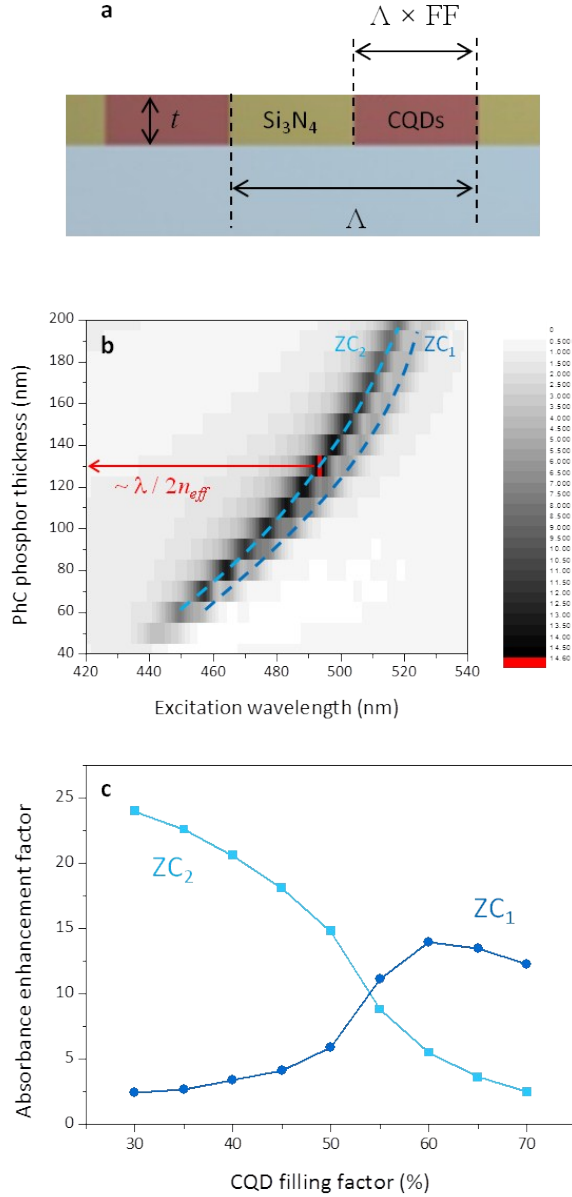 a
Λ × FF
t
Si₃N₄
CQDs
Λ
b
ZC₂
ZC₁
~ λ / 2n_eff
200
180
160
140
120
100
80
60
40
420 440 460 480 500 520 540
PhC phosphor thickness (nm)
Excitation wavelength (nm)
0
0.500
1.000
1.500
2.000
2.500
3.000
3.500
4.000
4.500
5.000
5.500
6.000
6.500
7.000
7.500
8.000
8.500
9.000
9.500
10.00
10.50
11.00
11.50
12.00
12.50
13.00
13.50
14.00
14.60
c
25
20
15
10
5
0
Absorbance enhancement factor
ZC₂
ZC₁
30 40 50 60 70
CQD filling factor (%)